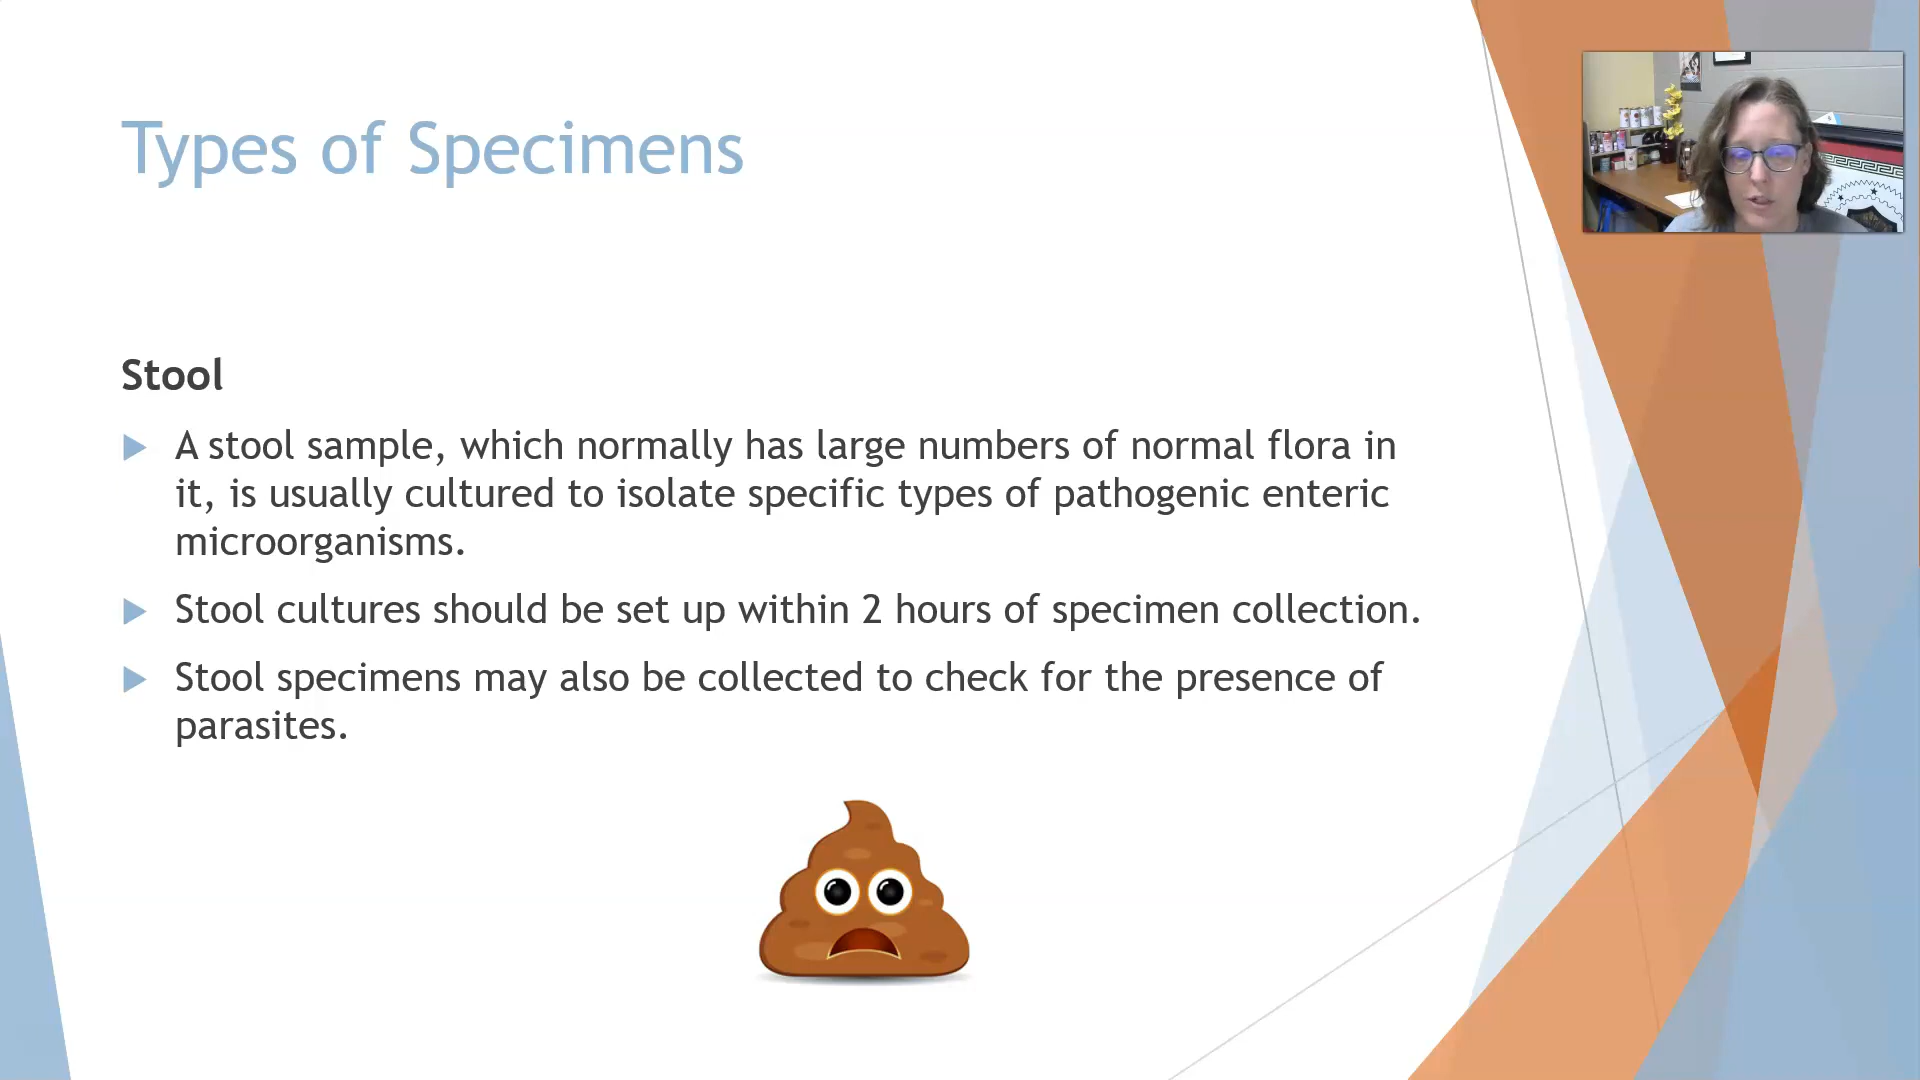 Types of Specimens
Stool
A stool sample, which normally has large numbers of normal flora in
it, is usually cultured to isolate specific types of pathogenic enteric
microorganisms.
Stool cultures should be set up within 2 hours of specimen collection.
Stool specimens may also be collected to check for the presence of
parasites.